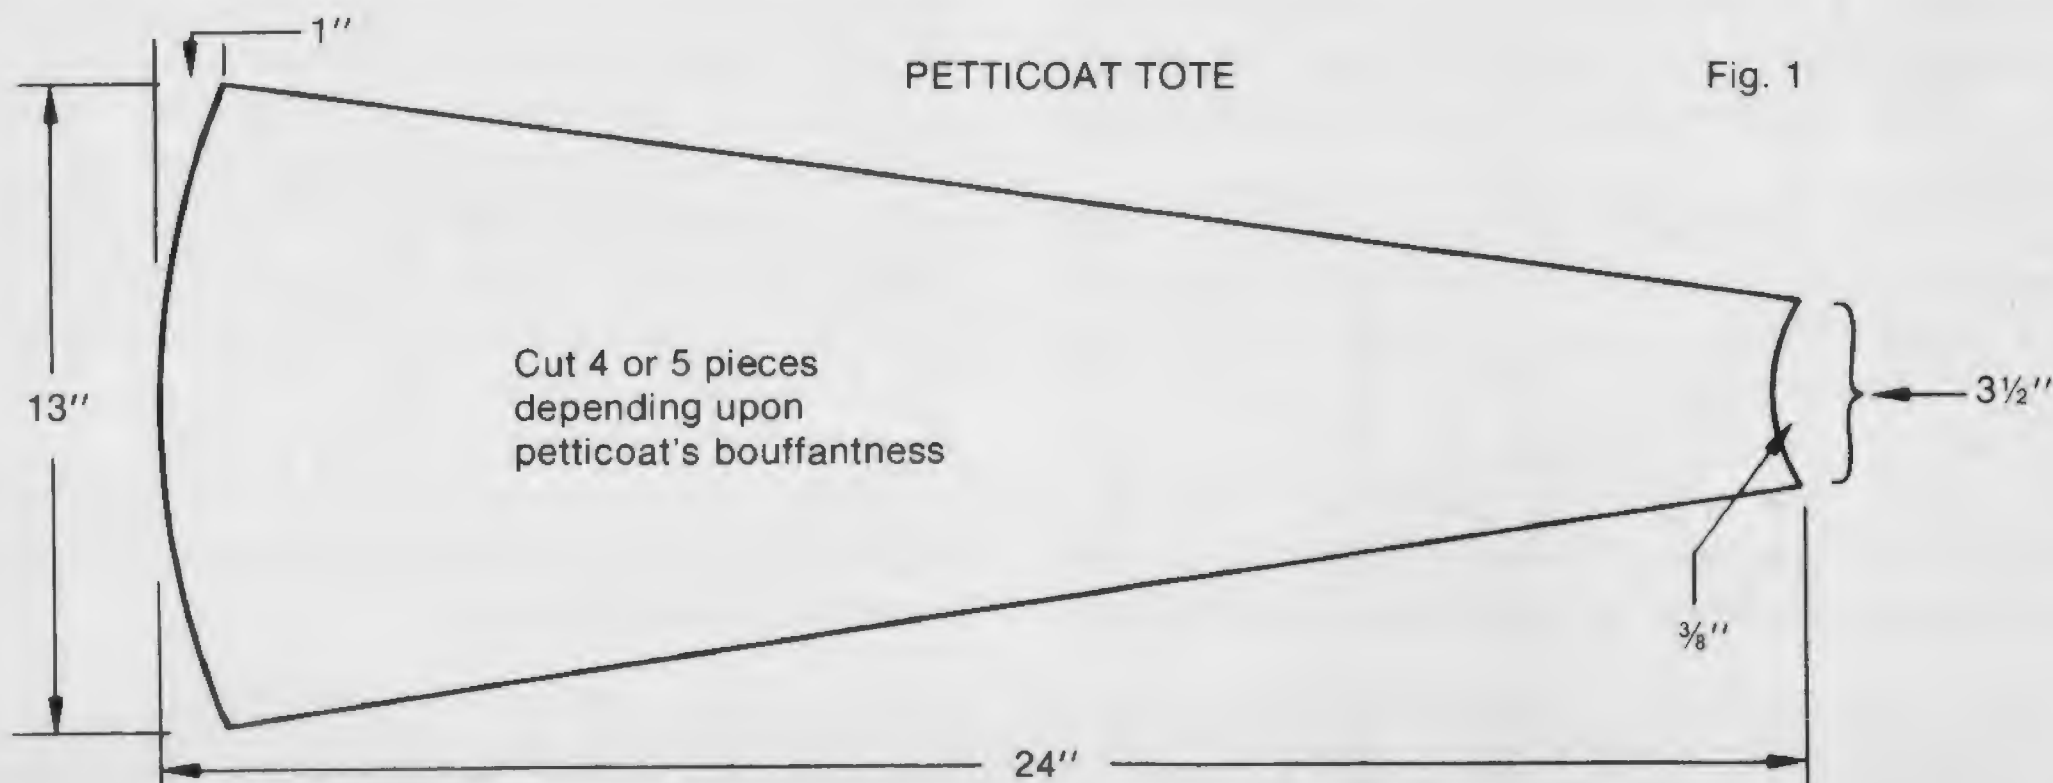 1″
PETTICOAT TOTE
Fig. 1
Cut 4 or 5 pieces
depending upon
petticoat's bouffantness
13″
3½″
⅜″
24″